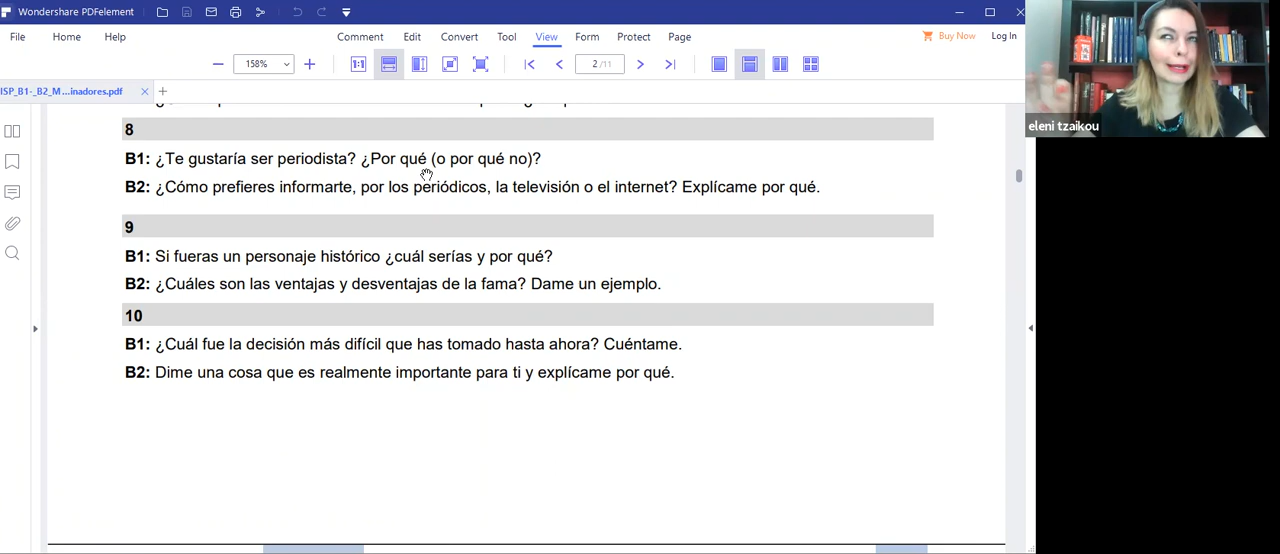 Wondershare PDFelement
File Home Help Comment Edit Convert Tool View Form Protect Page Buy Now Log In
158% 2 /11
ISP_B1-_B2_M...inadores.pdf
eleni tzaikou
8
B1: ¿Te gustaría ser periodista? ¿Por qué (o por qué no)?
B2: ¿Cómo prefieres informarte, por los periódicos, la televisión o el internet? Explícame por qué.
9
B1: Si fueras un personaje histórico ¿cuál serías y por qué?
B2: ¿Cuáles son las ventajas y desventajas de la fama? Dame un ejemplo.
10
B1: ¿Cuál fue la decisión más difícil que has tomado hasta ahora? Cuéntame.
B2: Dime una cosa que es realmente importante para ti y explícame por qué.